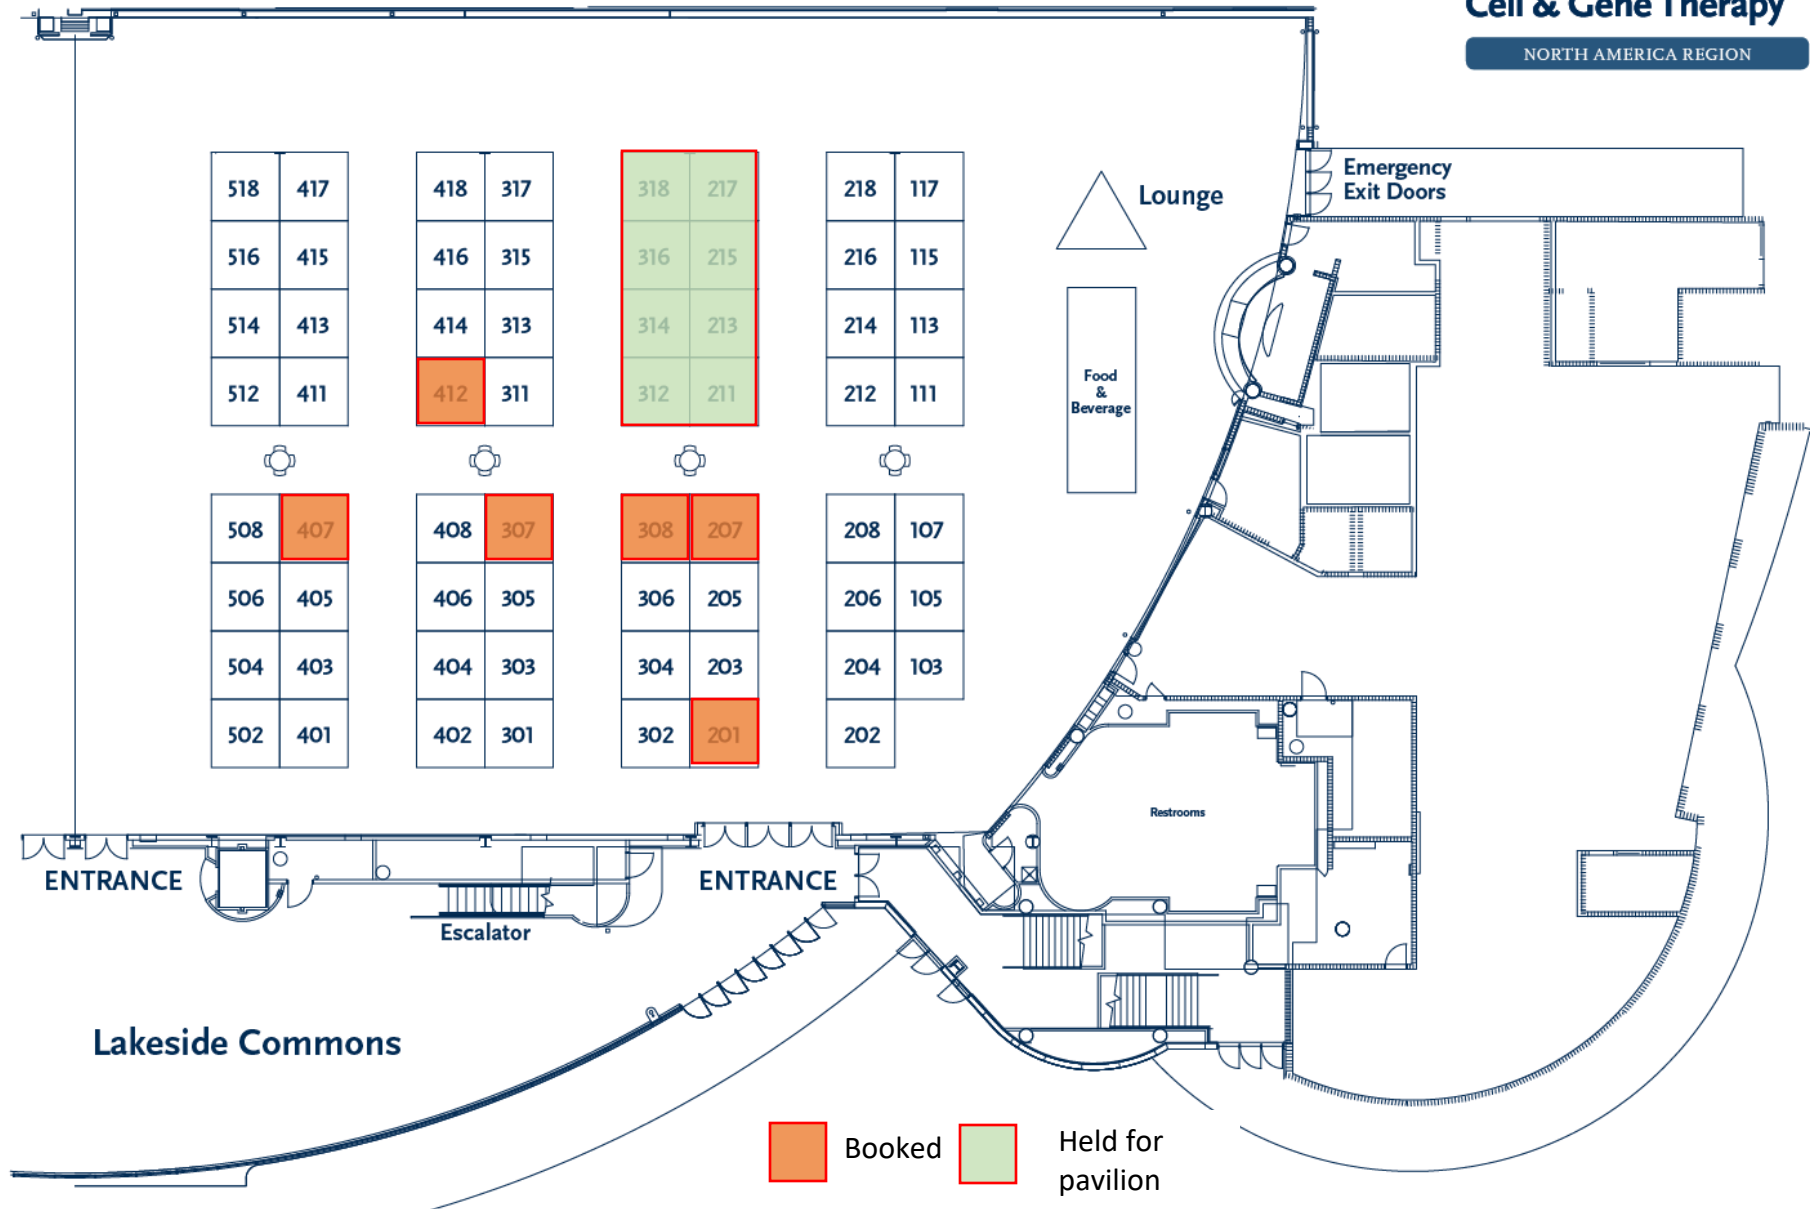 Cell & Gene Therapy
NORTH AMERICA REGION
Emergency
Exit Doors
Lounge
518 417 418 317 318 217 218 117
516 415 416 315 316 215 216 115
514 413 414 313 314 213 214 113
512 411 412 311 312 211 212 111
Food
&
Beverage
508 407 408 307 308 207 208 107
506 405 406 305 306 205 206 105
504 403 404 303 304 203 204 103
502 401 402 301 302 201 202
Restrooms
ENTRANCE
ENTRANCE
Escalator
Lakeside Commons
Booked
Held for
pavilion